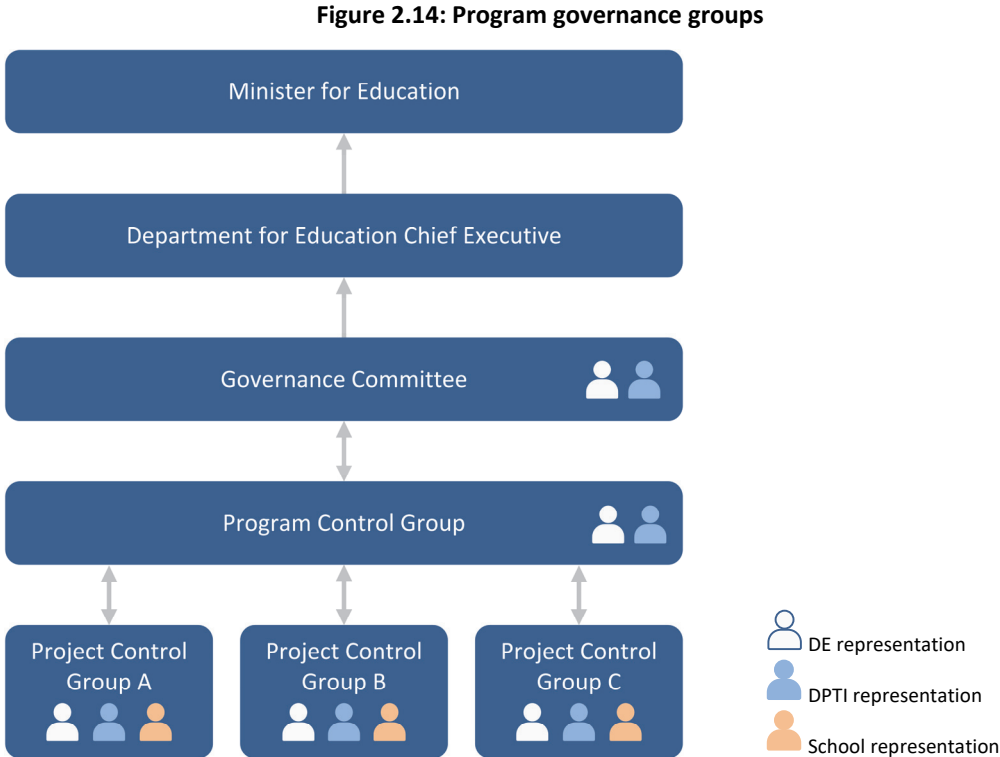 Figure 2.14: Program governance groups
Minister for Education
Department for Education Chief Executive
Governance Committee
Program Control Group
Project Control
Group A
Project Control
Group B
Project Control
Group C
DE representation
DPTI representation
School representation